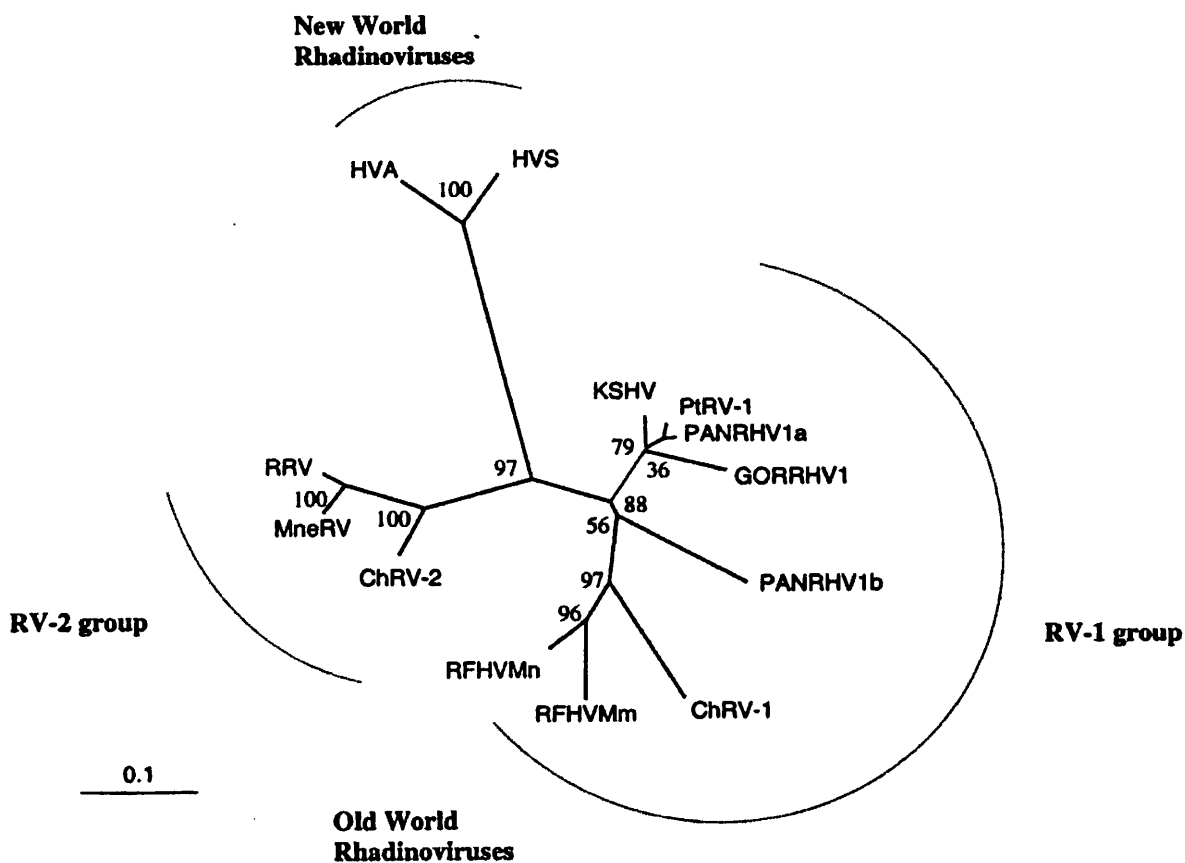 New World
Rhadinoviruses
HVA
HVS
100
KSHV
PtRV-1
PANRHV1a
79
36
GORRHV1
RRV
97
100
MneRV
100
88
56
ChRV-2
97
PANRHV1b
96
RV-2 group
RV-1 group
RFHVMn
RFHVMm
ChRV-1
0.1
Old World
Rhadinoviruses